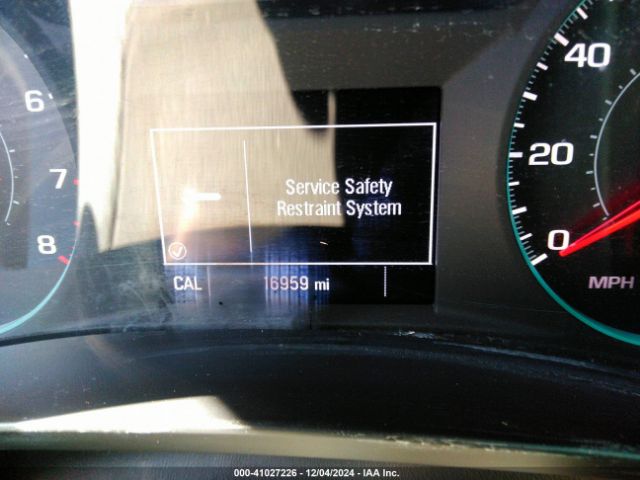 6
7
8
Service Safety
Restraint System
CAL 16959 mi
40
20
0
MPH
000-41027226 - 12/04/2024 - IAA Inc.